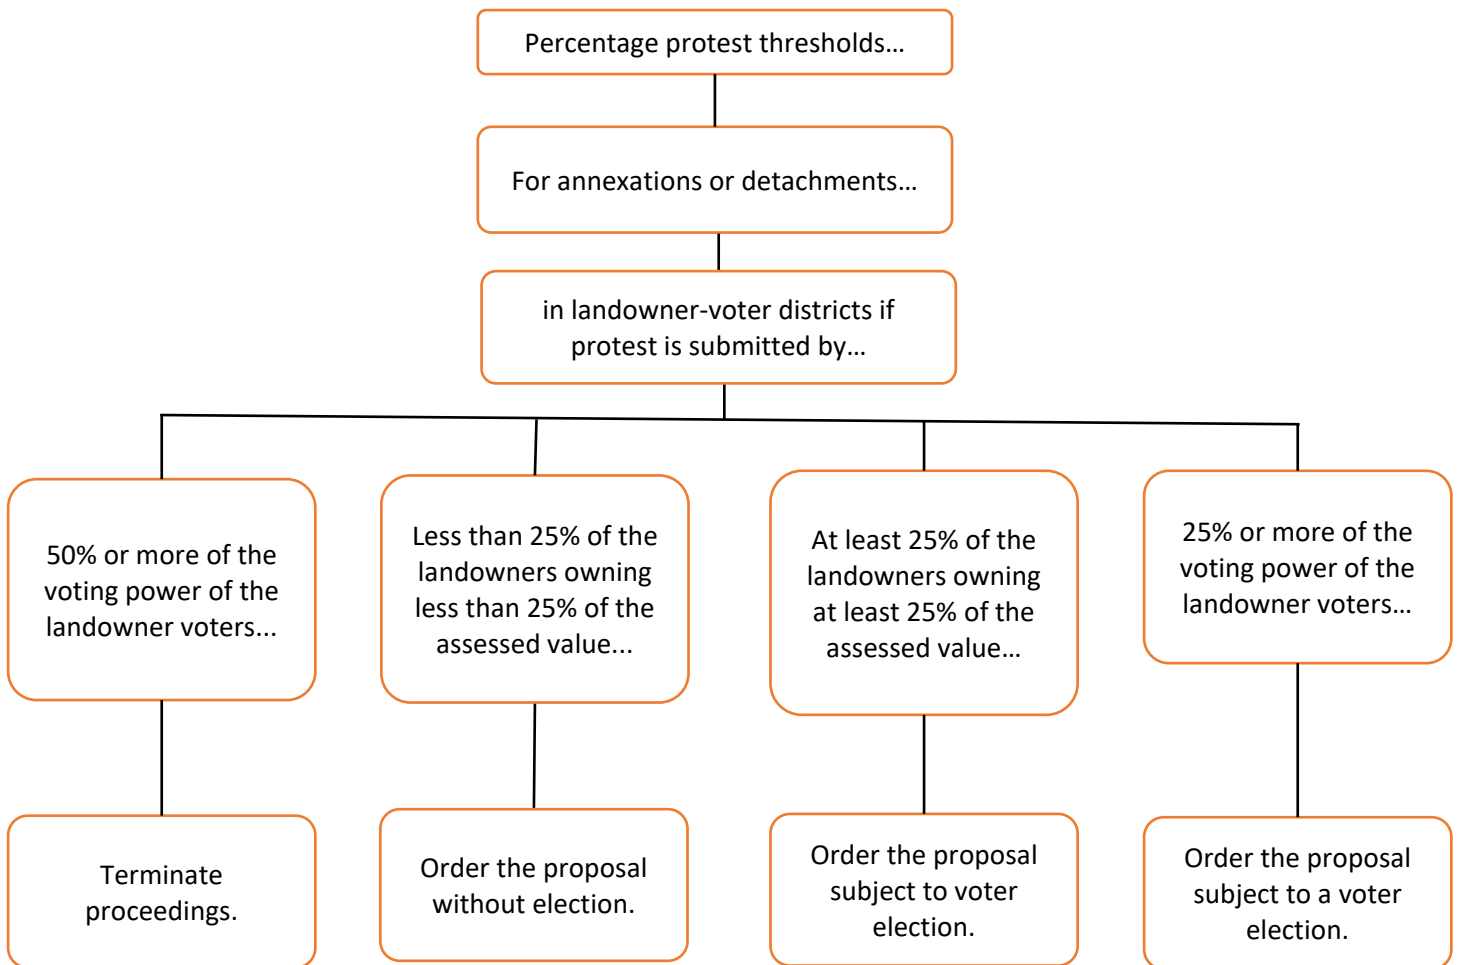 Percentage protest thresholds…
For annexations or detachments…
in landowner-voter districts if
protest is submitted by…
50% or more of the
voting power of the
landowner voters...
Less than 25% of the
landowners owning
less than 25% of the
assessed value...
At least 25% of the
landowners owning
at least 25% of the
assessed value…
25% or more of the
voting power of the
landowner voters…
Terminate
proceedings.
Order the proposal
without election.
Order the proposal
subject to voter
election.
Order the proposal
subject to a voter
election.